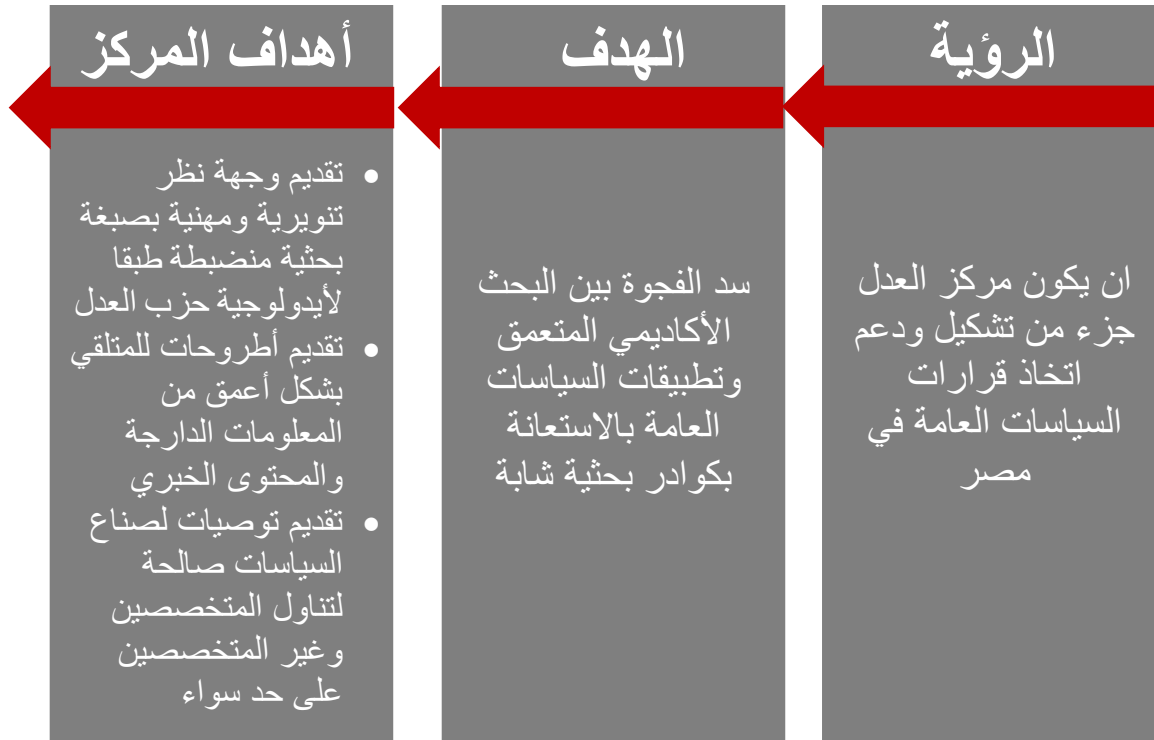 الرؤية
ان يكون مركز العدل
جزء من تشكيل ودعم
اتخاذ قرارات
السياسات العامة في
مصر
الهدف
سد الفجوة بين البحث
الأكاديمي المتعمق
وتطبيقات السياسات
العامة بالاستعانة
بكوادر بحثية شابة
أهداف المركز
• تقديم وجهة نظر
تنويرية ومهنية بصبغة
بحثية منضبطة طبقا
لأيدولوجية حزب العدل
• تقديم أطروحات للمتلقي
بشكل أعمق من
المعلومات الدارجة
والمحتوى الخبري
• تقديم توصيات لصناع
السياسات صالحة
لتناول المتخصصين
وغير المتخصصين
على حد سواء